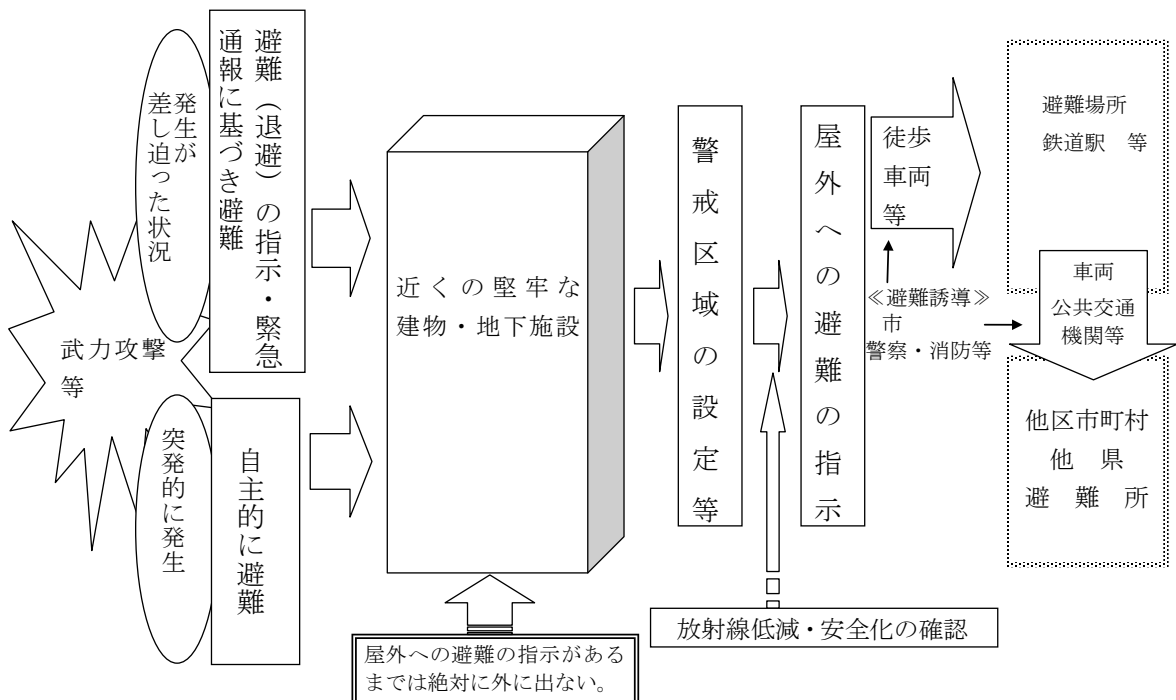 武力攻撃
等
発生が
差し迫った状況
避難（退避）の指示・緊急
通報に基づき避難
突発的に発生
自主的に避難
近くの堅牢な
建物・地下施設
屋外への避難の指示がある
までは絶対に外に出ない。
警戒区域の設定等
放射線低減・安全化の確認
屋外への避難の指示
徒歩
車両
等
≪避難誘導≫
市
警察・消防等
避難場所
鉄道駅　等
車両
公共交通
機関等
他区市町村
他　県
避　難　所